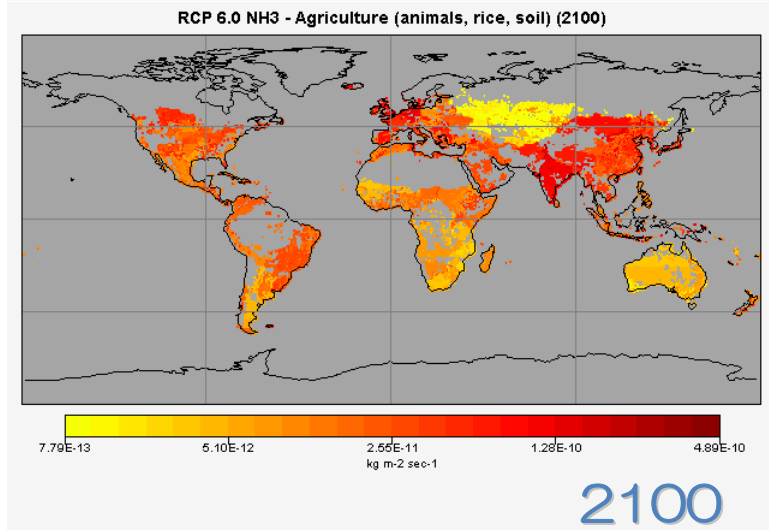 RCP 6.0 NH3 - Agriculture (animals, rice, soil) (2100)
7.79E-13 5.10E-12 2.55E-11 1.28E-10 4.89E-10
kg m-2 sec-1
2100